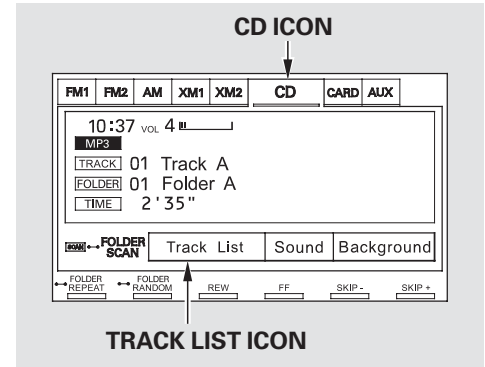 CD ICON
FM1 FM2 AM XM1 XM2 CD CARD AUX
10:37 VOL 4
MP3
TRACK 01 Track A
FOLDER 01 Folder A
TIME 2'35"
SCAN FOLDER SCAN Track List Sound Background
FOLDER REPEAT FOLDER RANDOM REW FF SKIP- SKIP +
TRACK LIST ICON